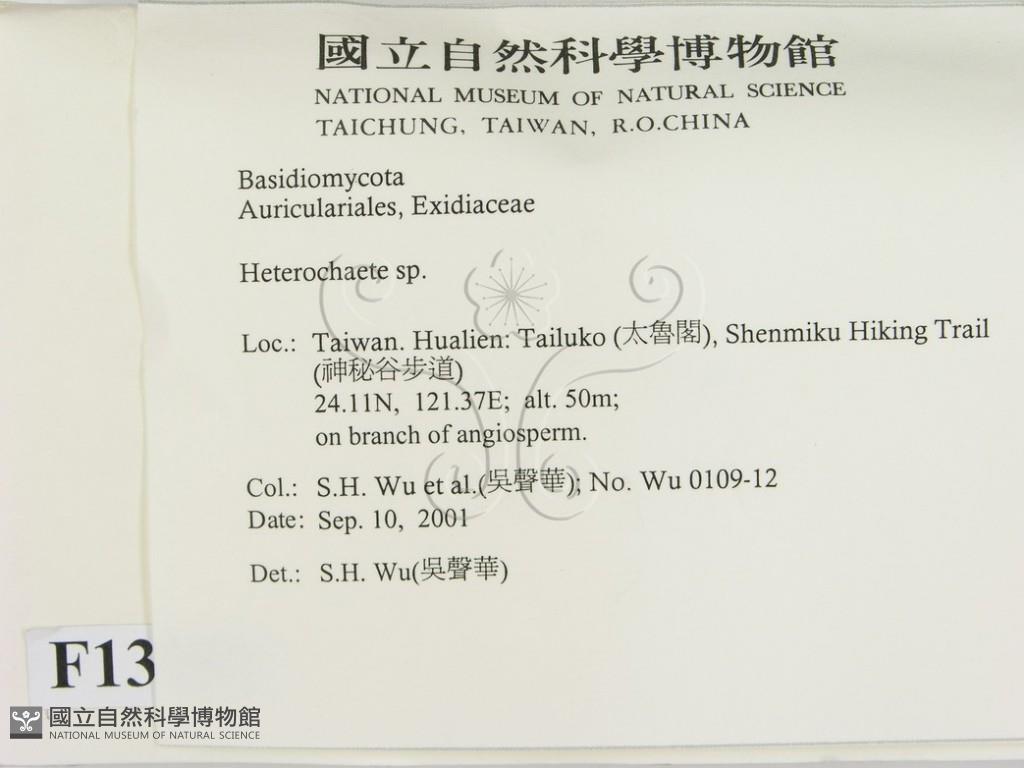 國立自然科學博物館
NATIONAL MUSEUM OF NATURAL SCIENCE
TAICHUNG, TAIWAN, R.O.CHINA
Basidiomycota
Auriculariales, Exidiaceae
Heterochaete sp.
Loc.: Taiwan. Hualien: Tailuko (太魯閣), Shenmiku Hiking Trail
(神秘谷步道)
24.11N, 121.37E; alt. 50m;
on branch of angiosperm.
Col.: S.H. Wu et al.(吳聲華); No. Wu 0109-12
Date: Sep. 10, 2001
Det.: S.H. Wu(吳聲華)
F13
國立自然科學博物館
NATIONAL MUSEUM OF NATURAL SCIENCE